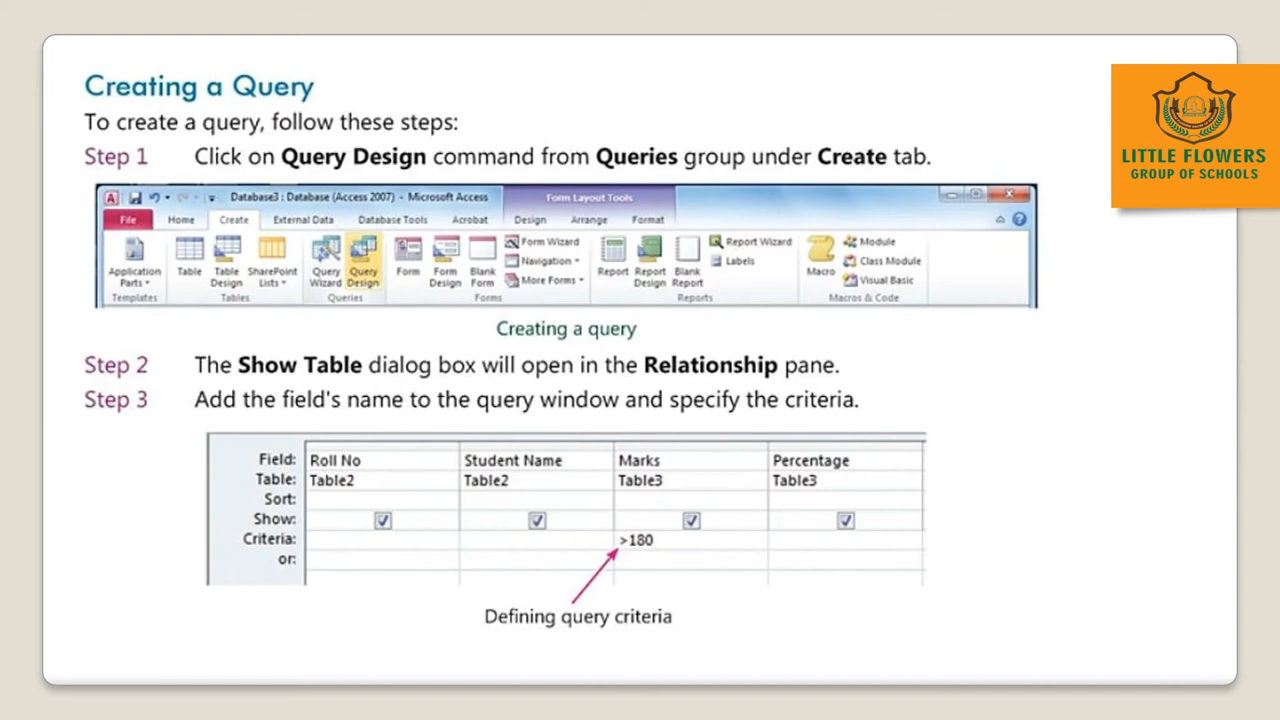 Creating a Query
To create a query, follow these steps:
Step 1 Click on Query Design command from Queries group under Create tab.
LITTLE FLOWERS
GROUP OF SCHOOLS
A Database3 : Database (Access 2007) - Microsoft Access Form Layout Tools
File Home Create External Data Database Tools Acrobat Design Arrange Format
Application Parts Table Table Design SharePoint Lists Query Wizard Query Design Form Form Design Blank Form Form Wizard Navigation More Forms Report Report Design Blank Report Report Wizard Labels Macro Module Class Module Visual Basic
Templates Tables Queries Forms Reports Macros & Code
Creating a query
Step 2 The Show Table dialog box will open in the Relationship pane.
Step 3 Add the field's name to the query window and specify the criteria.
Field: Roll No Student Name Marks Percentage
Table: Table2 Table2 Table3 Table3
Sort:
Show:
Criteria: >180
or:
Defining query criteria